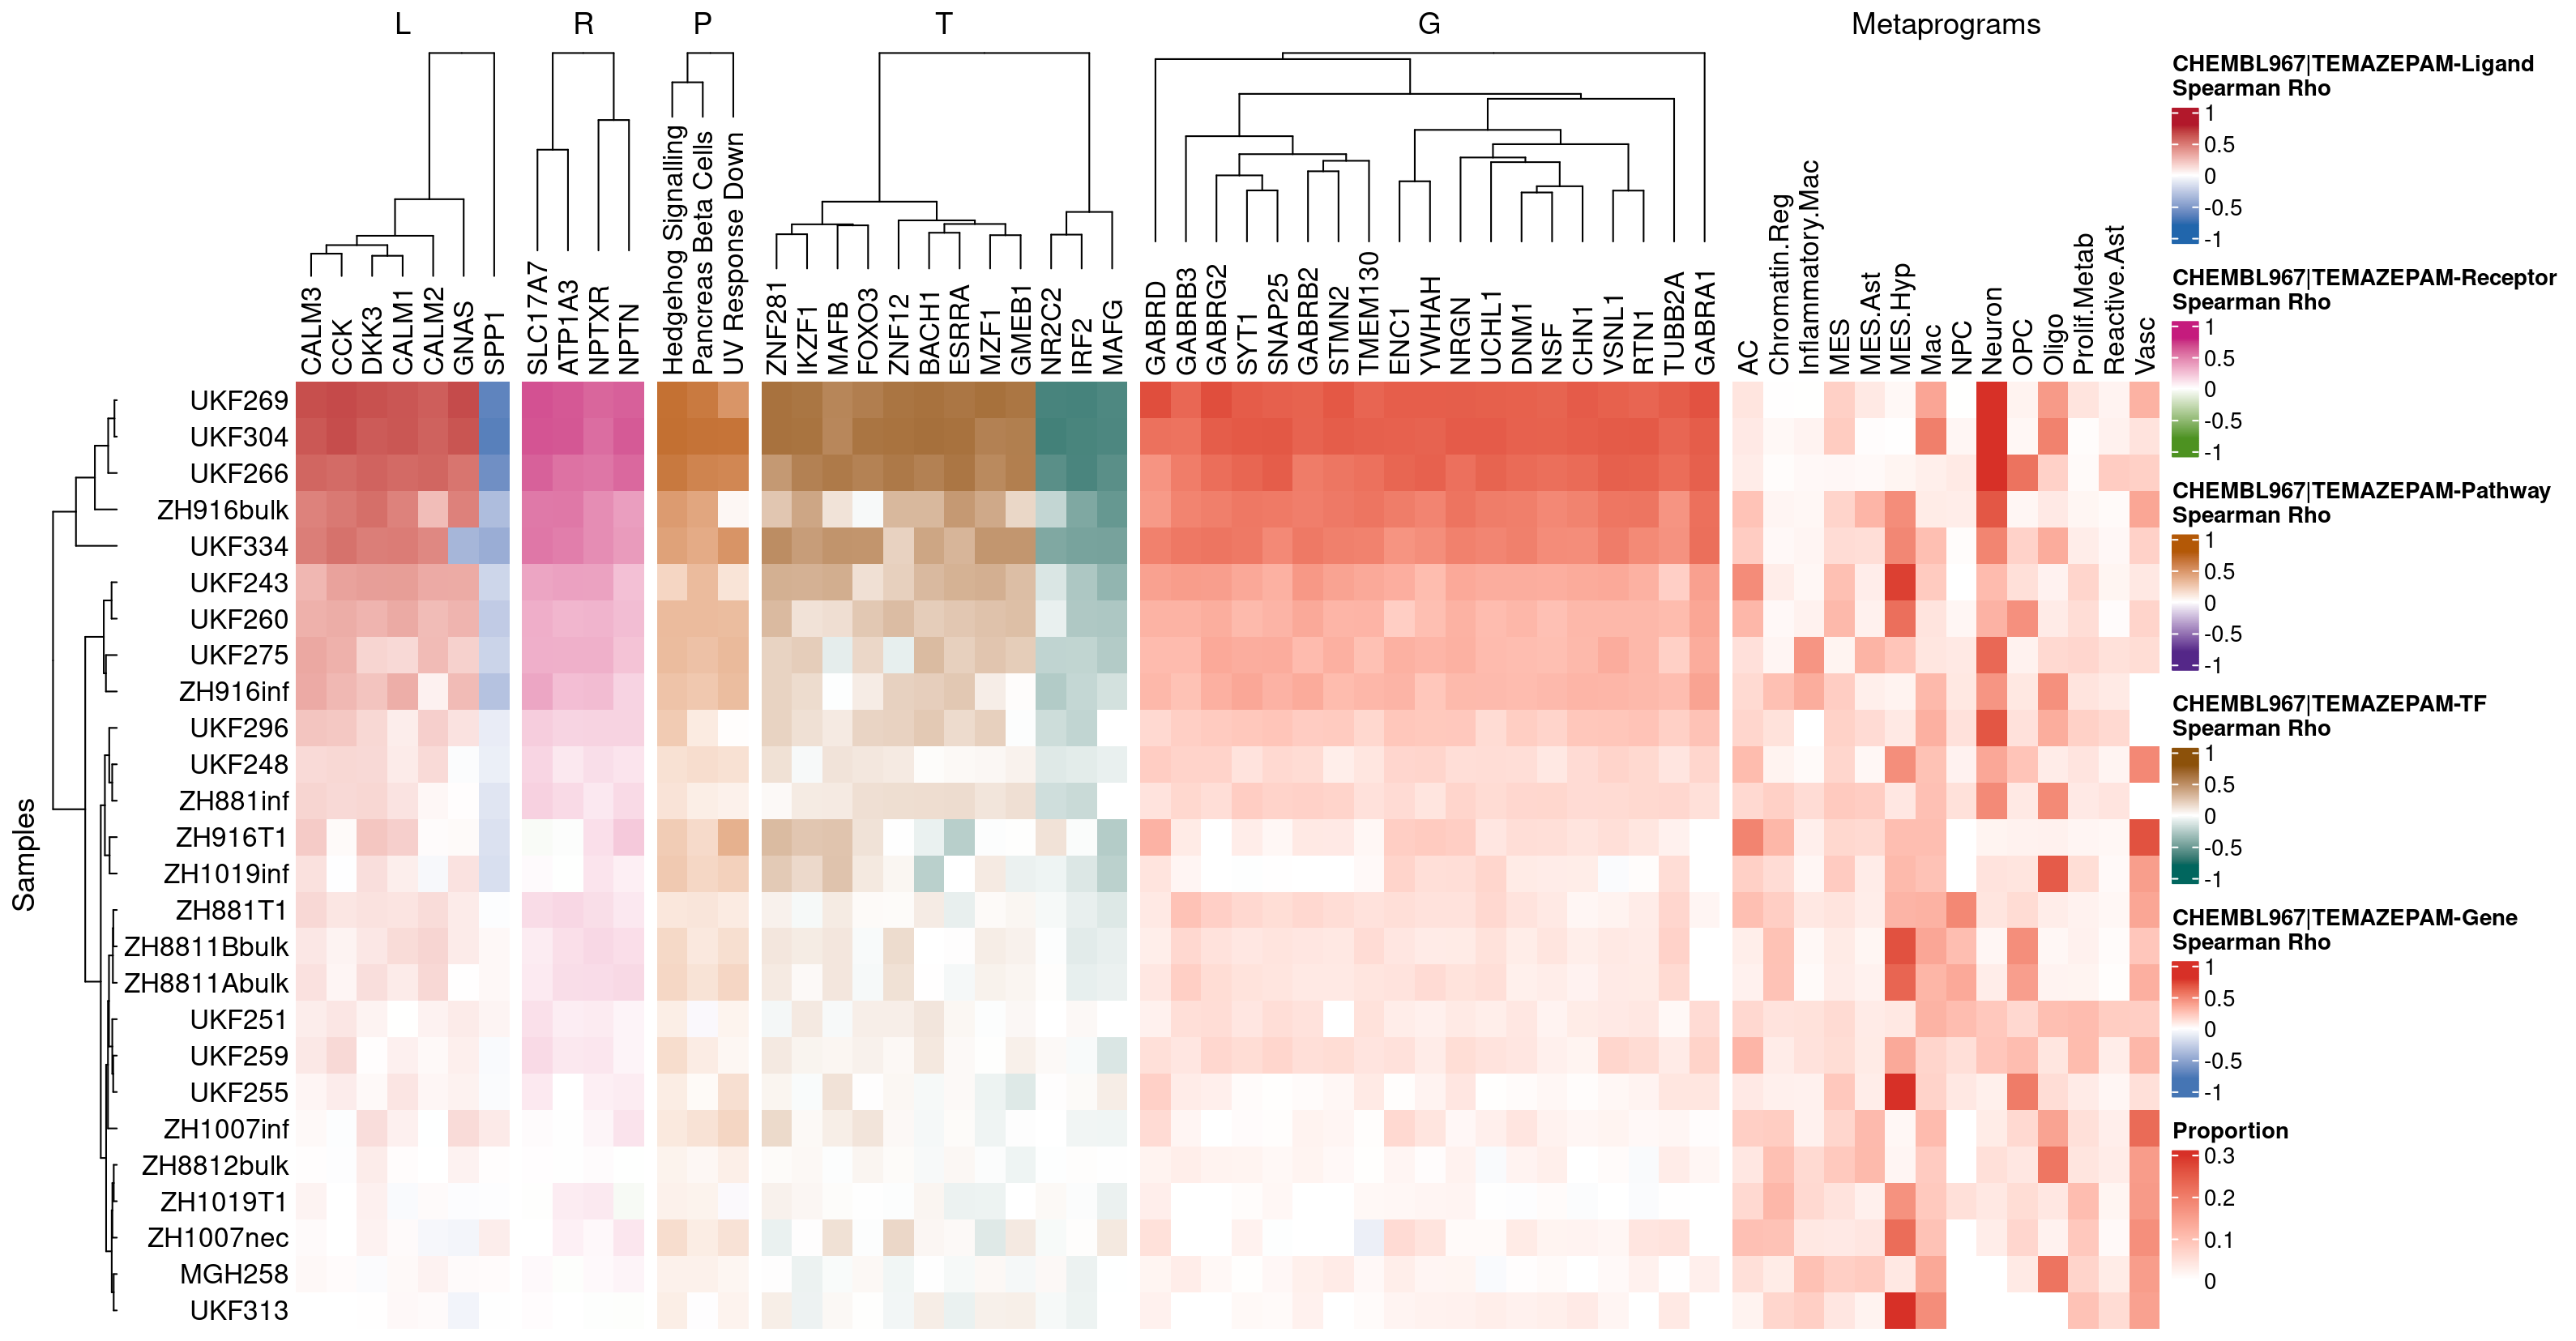 L
R
P
T
G
Metaprograms
CALM3
CCK
DKK3
CALM1
CALM2
GNAS
SPP1
SLC17A7
ATP1A3
NPTXR
NPTN
Hedgehog Signalling
Pancreas Beta Cells
UV Response Down
ZNF281
IKZF1
MAFB
FOXO3
ZNF12
BACH1
ESRRA
MZF1
GMEB1
NR2C2
IRF2
MAFG
GABRD
GABRB3
GABRG2
SYT1
SNAP25
GABRB2
STMN2
TMEM130
ENC1
YWHAH
NRGN
UCHL1
DNM1
NSF
CHN1
VSNL1
RTN1
TUBB2A
GABRA1
AC
Chromatin.Reg
Inflammatory.Mac
MES
MES.Ast
MES.Hyp
Mac
NPC
Neuron
OPC
Oligo
Prolif.Metab
Reactive.Ast
Vasc
Samples
UKF269
UKF304
UKF266
ZH916bulk
UKF334
UKF243
UKF260
UKF275
ZH916inf
UKF296
UKF248
ZH881inf
ZH916T1
ZH1019inf
ZH881T1
ZH8811Bbulk
ZH8811Abulk
UKF251
UKF259
UKF255
ZH1007inf
ZH8812bulk
ZH1019T1
ZH1007nec
MGH258
UKF313
CHEMBL967|TEMAZEPAM-Ligand
Spearman Rho
1
0.5
0
-0.5
-1
CHEMBL967|TEMAZEPAM-Receptor
Spearman Rho
1
0.5
0
-0.5
-1
CHEMBL967|TEMAZEPAM-Pathway
Spearman Rho
1
0.5
0
-0.5
-1
CHEMBL967|TEMAZEPAM-TF
Spearman Rho
1
0.5
0
-0.5
-1
CHEMBL967|TEMAZEPAM-Gene
Spearman Rho
1
0.5
0
-0.5
-1
Proportion
0.3
0.2
0.1
0